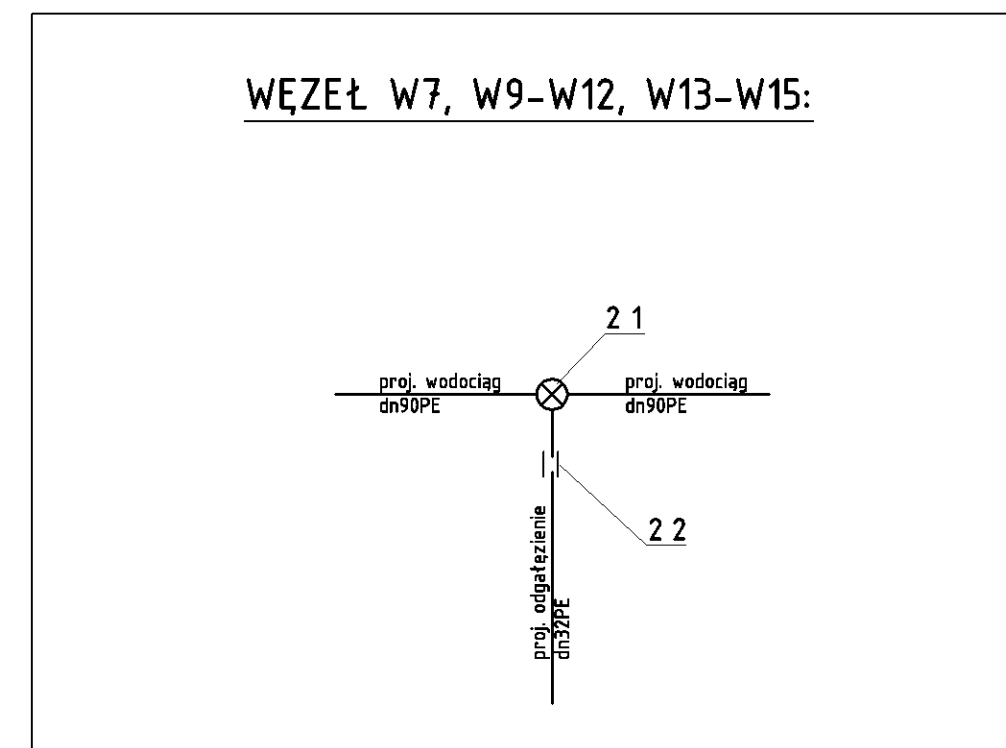 WĘZEŁ W7, W9-W12, W13-W15:
2 1
proj. wodociąg
dn90PE
proj. wodociąg
dn90PE
2 2
proj. odgałęzienie
dn32PE